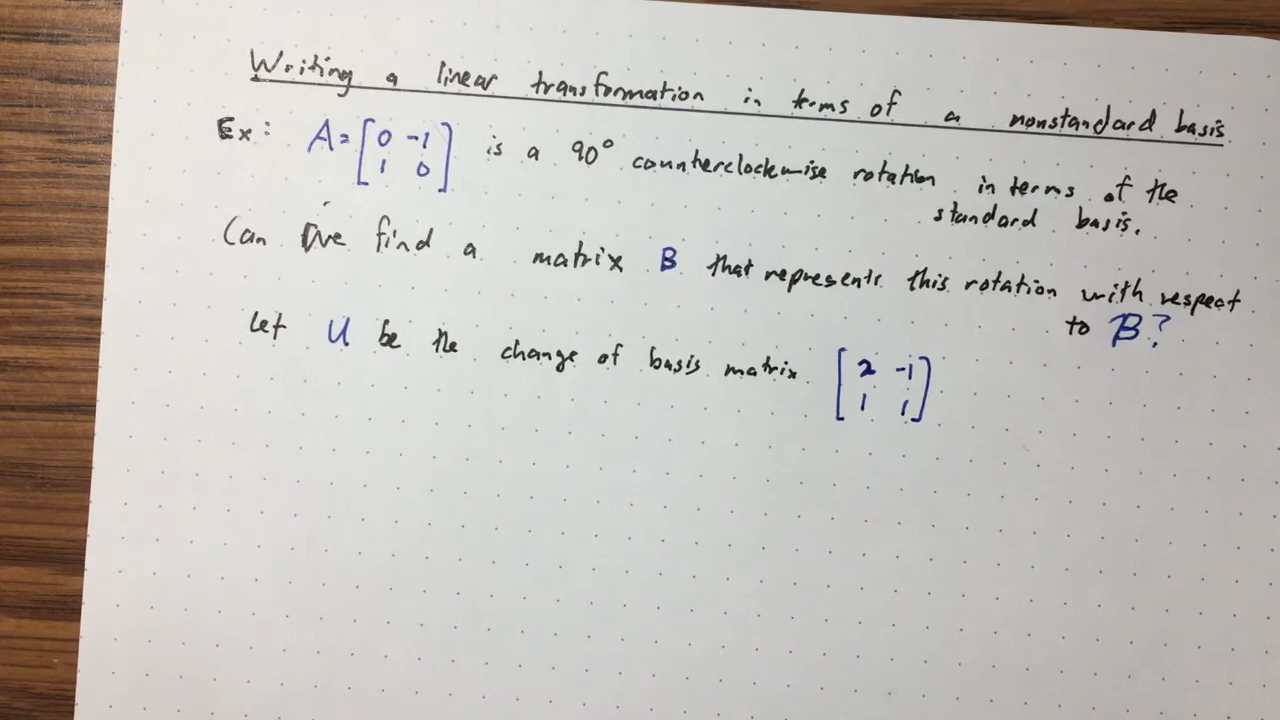 Writing a linear transformation in terms of a nonstandard basis
Ex: A=[0 -1
1 0] is a 90° counterclockwise rotation in terms of the
standard basis.
Can we find a matrix B that represents this rotation with respect
to B?
Let U be the change of basis matrix [2 -1
1 1]